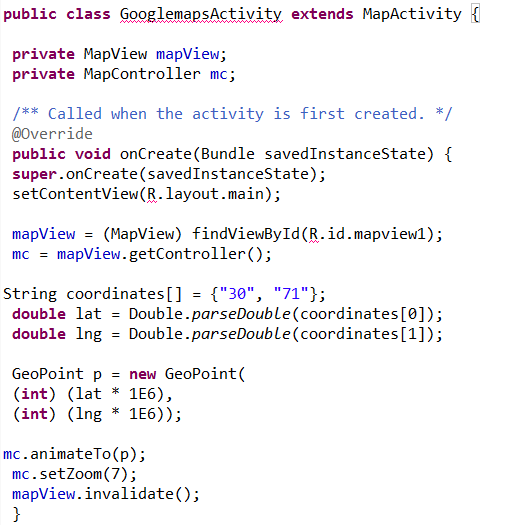 public class GooglemapsActivity extends MapActivity {
private MapView mapView;
private MapController mc;
/** Called when the activity is first created. */
@Override
public void onCreate(Bundle savedInstanceState) {
super.onCreate(savedInstanceState);
setContentView(R.layout.main);
mapView = (MapView) findViewById(R.id.mapview1);
mc = mapView.getController();
String coordinates[] = {"30", "71"};
double lat = Double.parseDouble(coordinates[0]);
double lng = Double.parseDouble(coordinates[1]);
GeoPoint p = new GeoPoint(
(int) (lat * 1E6),
(int) (lng * 1E6));
mc.animateTo(p);
mc.setZoom(7);
mapView.invalidate();
}